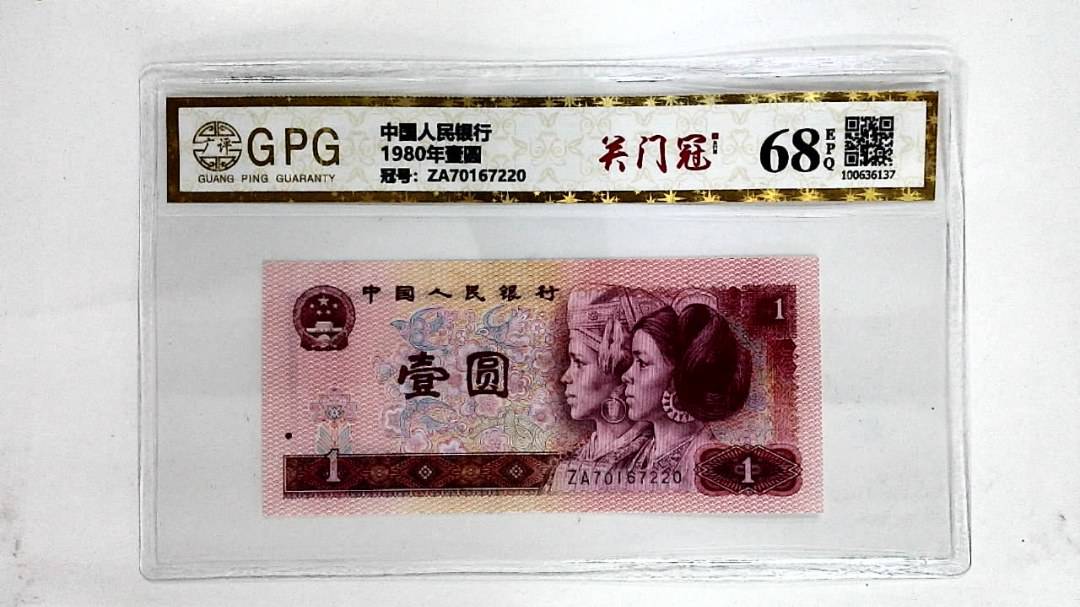 广评
GPG
GUANG PING GUARANTY
中国人民银行
1980年壹圆
冠号：ZA70167220
关门冠
68
EPQ
100636137
中国人民银行
1
壹圆
1
ZA70167220
1